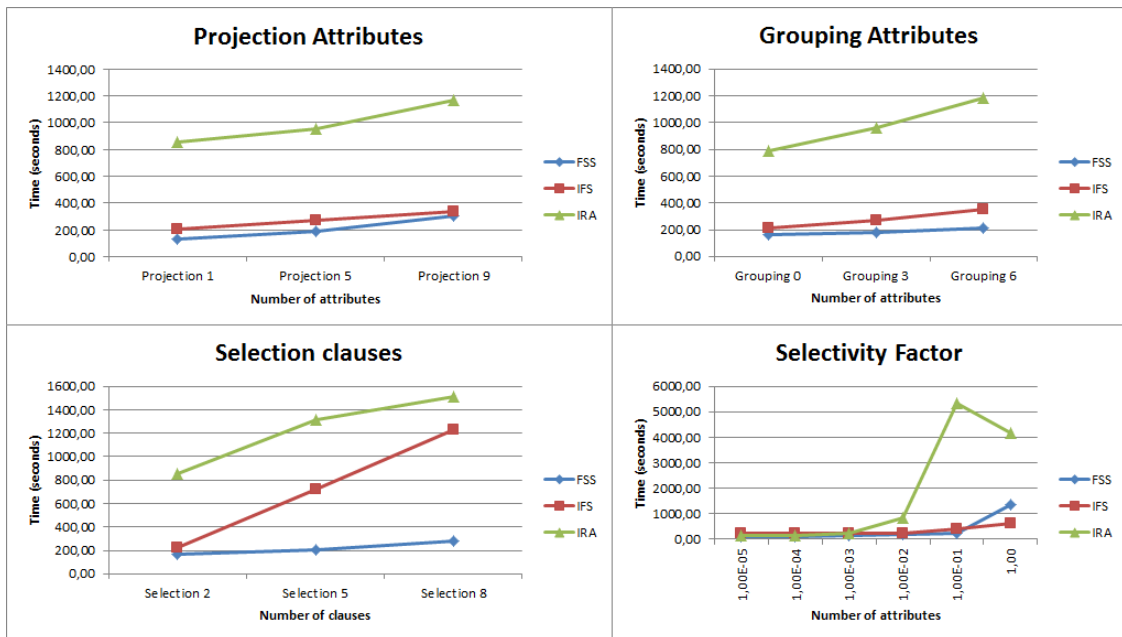 Projection Attributes
Time (seconds)
1400,00
1200,00
1000,00
800,00
600,00
400,00
200,00
0,00
Projection 1
Projection 5
Projection 9
Number of attributes
FSS
IFS
IRA
Grouping Attributes
Time (seconds)
1400,00
1200,00
1000,00
800,00
600,00
400,00
200,00
0,00
Grouping 0
Grouping 3
Grouping 6
Number of attributes
FSS
IFS
IRA
Selection clauses
Time (seconds)
1600,00
1400,00
1200,00
1000,00
800,00
600,00
400,00
200,00
0,00
Selection 2
Selection 5
Selection 8
Number of clauses
FSS
IFS
IRA
Selectivity Factor
Time (seconds)
6000,00
5000,00
4000,00
3000,00
2000,00
1000,00
0,00
1,00E-05
1,00E-04
1,00E-03
1,00E-02
1,00E-01
1,00
Number of attributes
FSS
IFS
IRA